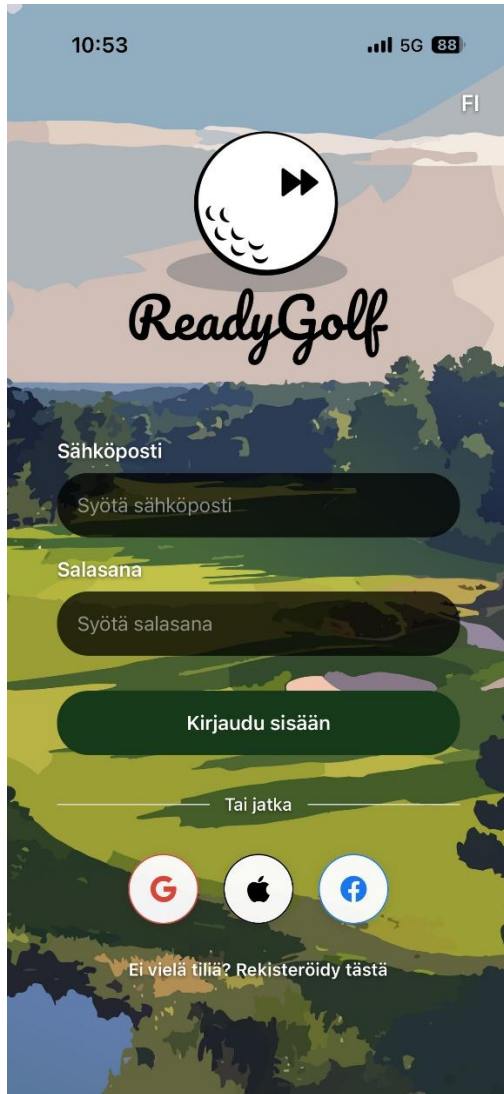 10:53
5G 88
FI
ReadyGolf
Sähköposti
Syötä sähköposti
Salasana
Syötä salasana
Kirjaudu sisään
Tai jatka
G
Ei vielä tiliä? Rekisteröidy tästä